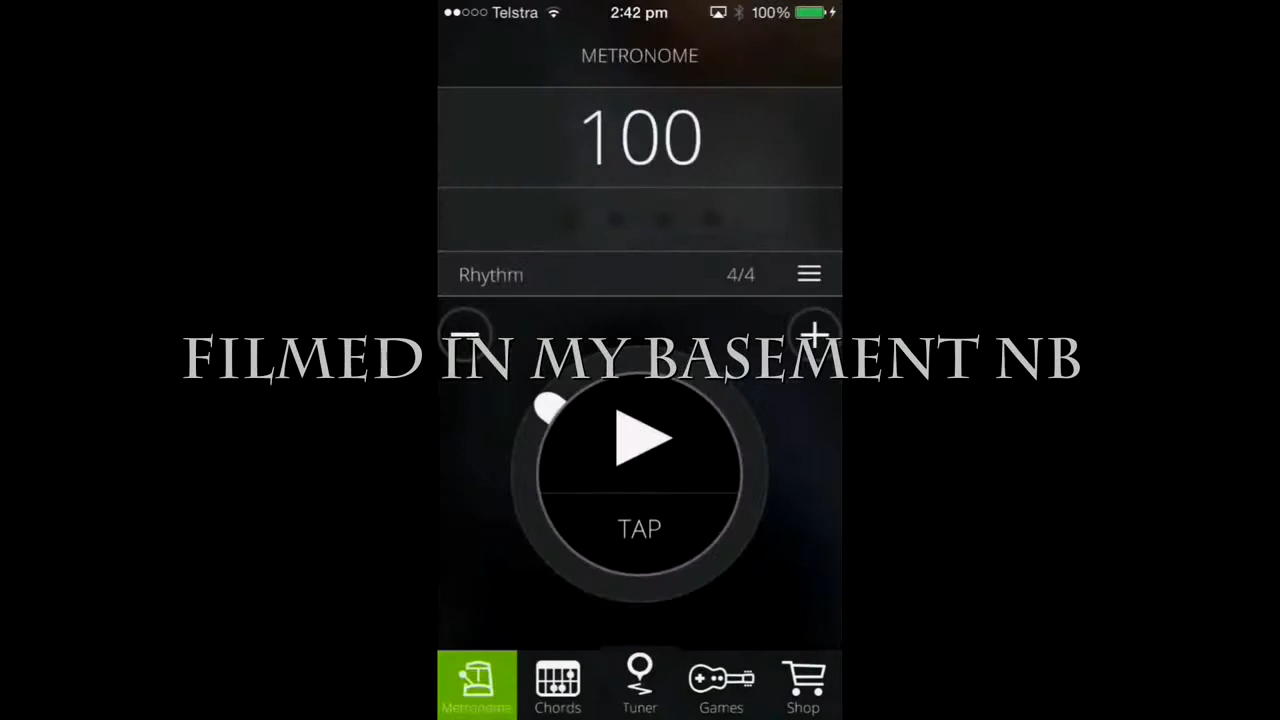 Telstra 2:42 pm 100%
METRONOME
100
Rhythm 4/4
FILMED IN MY BASEMENT NB
TAP
Metronome Chords Tuner Games Shop